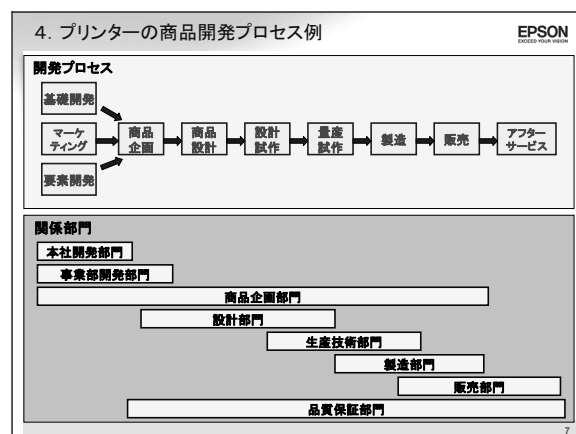 4. プリンターの商品開発プロセス例
EPSON
EXCEED YOUR VISION
開発プロセス
基礎開発
マーケ
ティング
要素開発
商品
企画
商品
設計
設計
試作
量産
試作
製造
販売
アフター
サービス
関係部門
本社開発部門
事業部開発部門
商品企画部門
設計部門
生産技術部門
製造部門
販売部門
品質保証部門
7